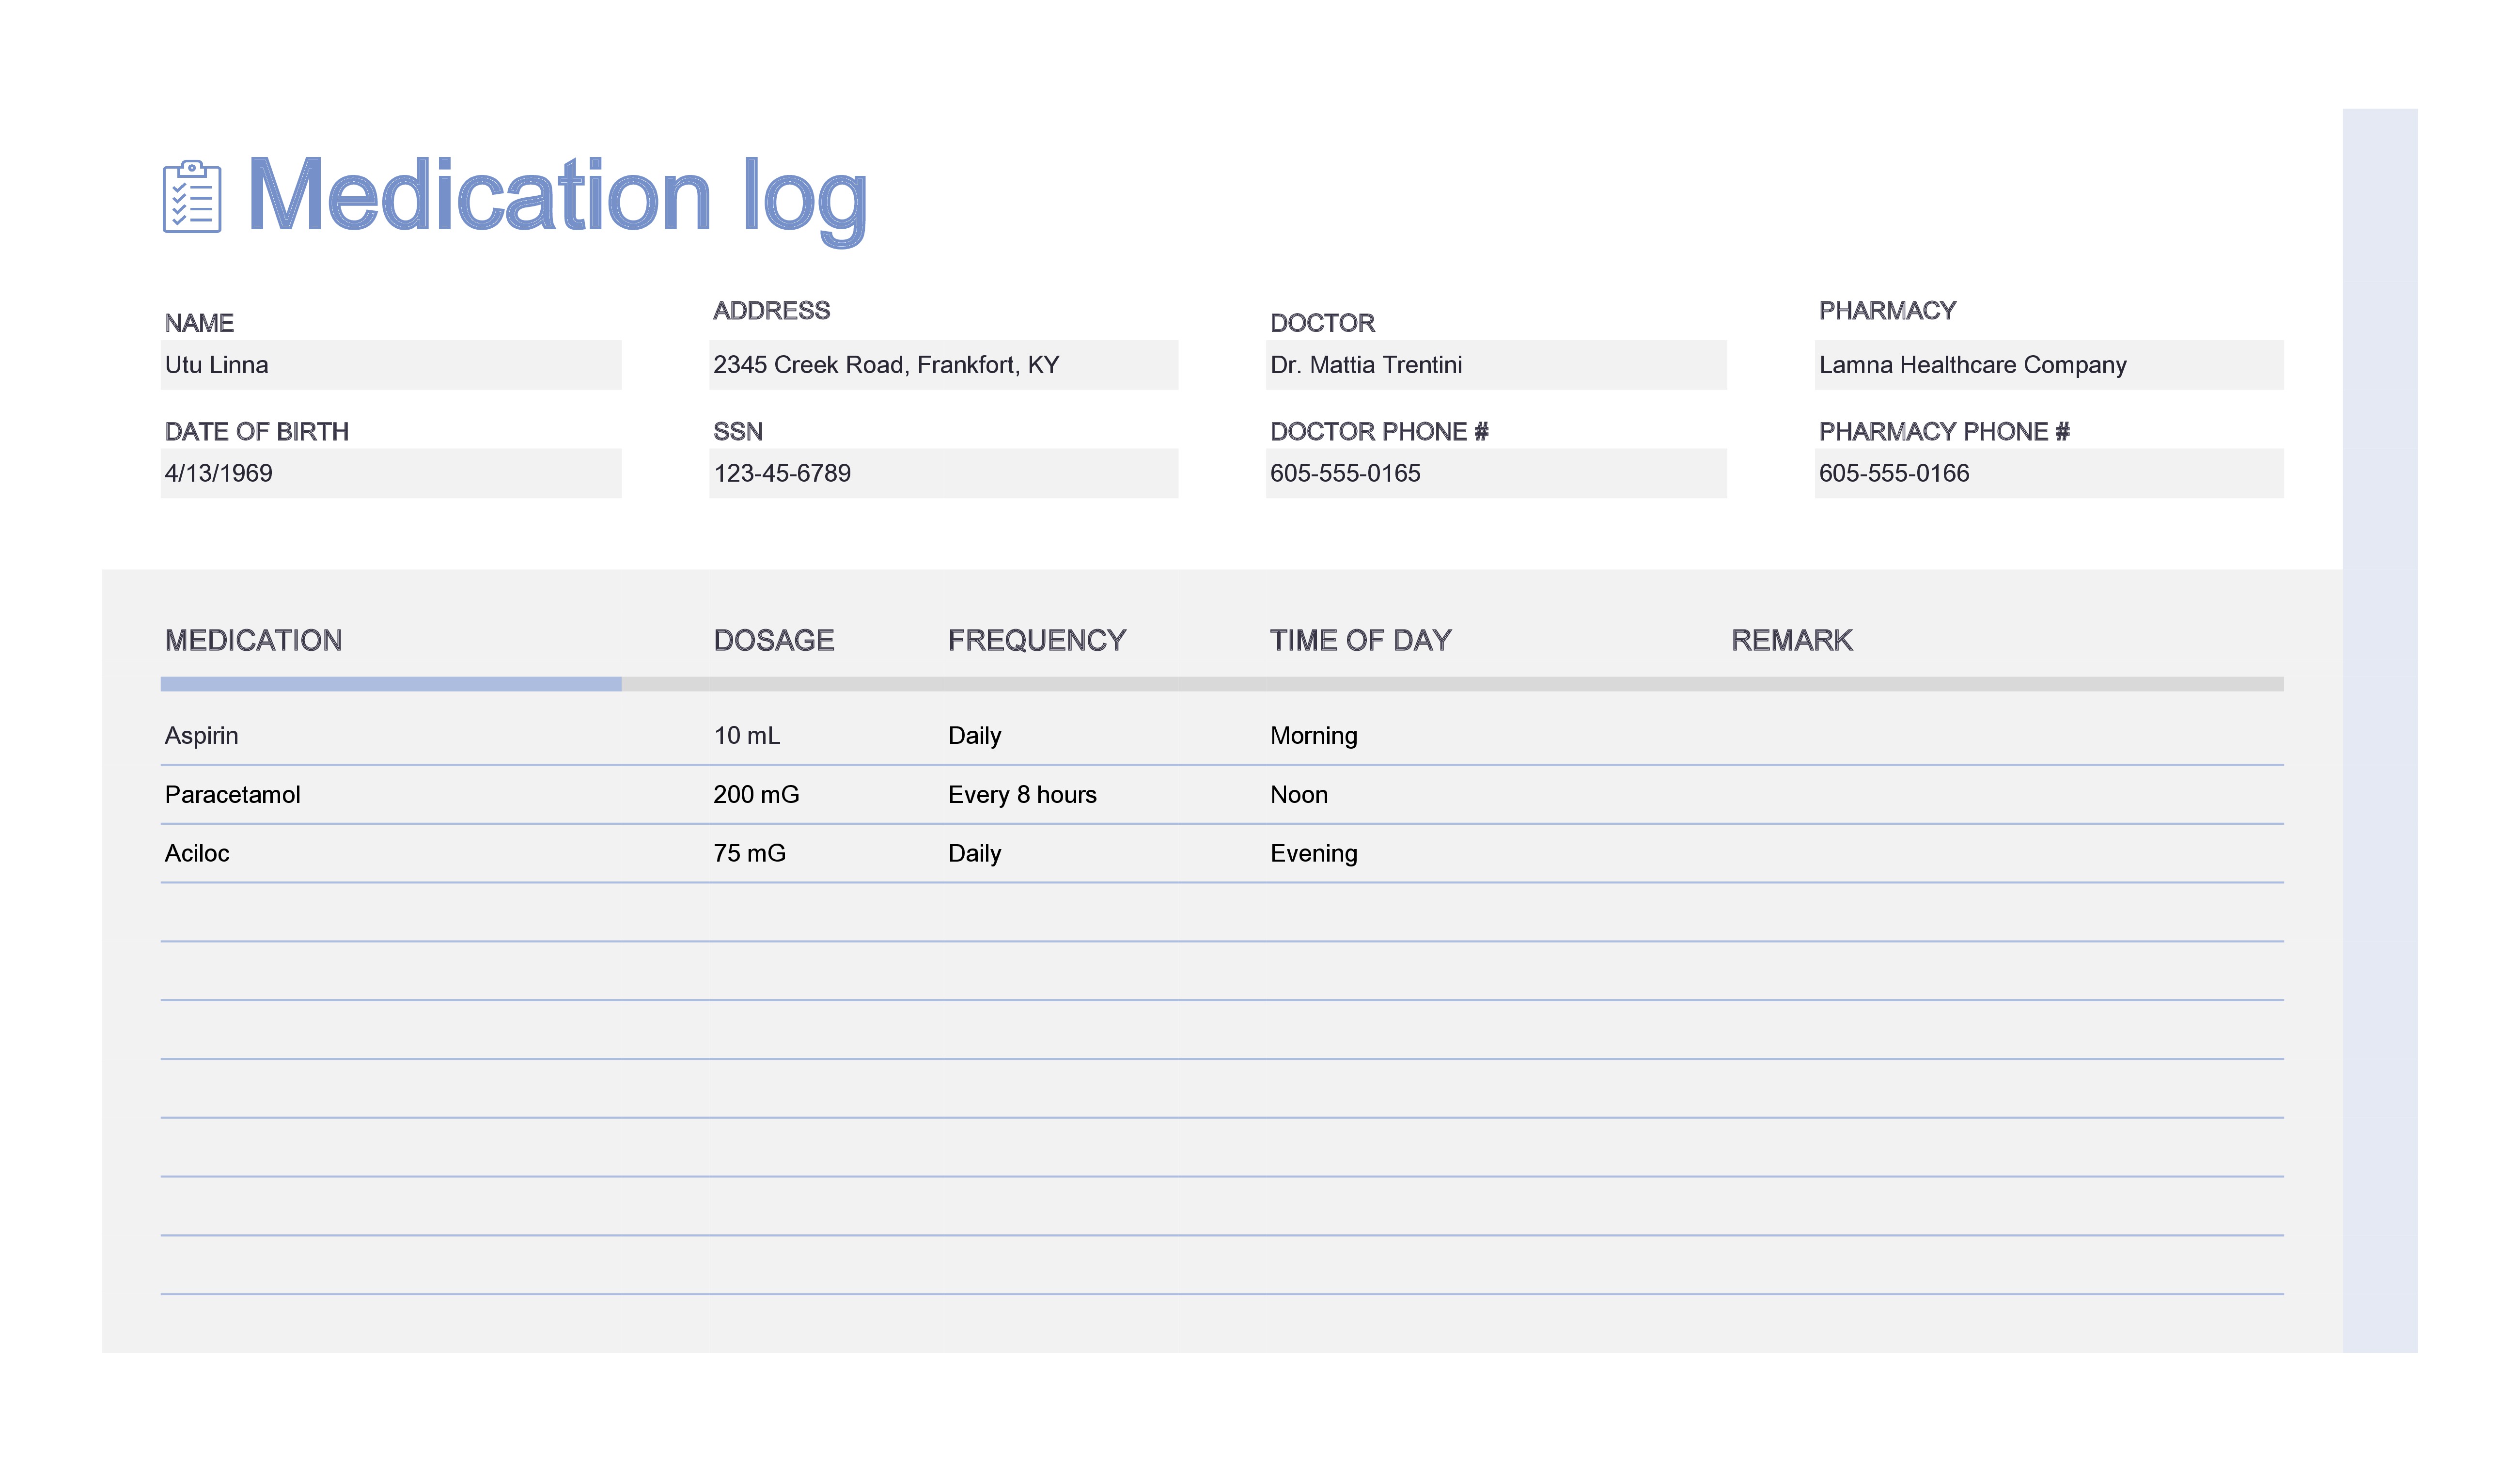 Medication log
NAME ADDRESS DOCTOR PHARMACY
Utu Linna 2345 Creek Road, Frankfort, KY Dr. Mattia Trentini Lamna Healthcare Company
DATE OF BIRTH SSN DOCTOR PHONE # PHARMACY PHONE #
4/13/1969 123-45-6789 605-555-0165 605-555-0166
MEDICATION DOSAGE FREQUENCY TIME OF DAY REMARK
Aspirin 10 mL Daily Morning
Paracetamol 200 mG Every 8 hours Noon
Aciloc 75 mG Daily Evening